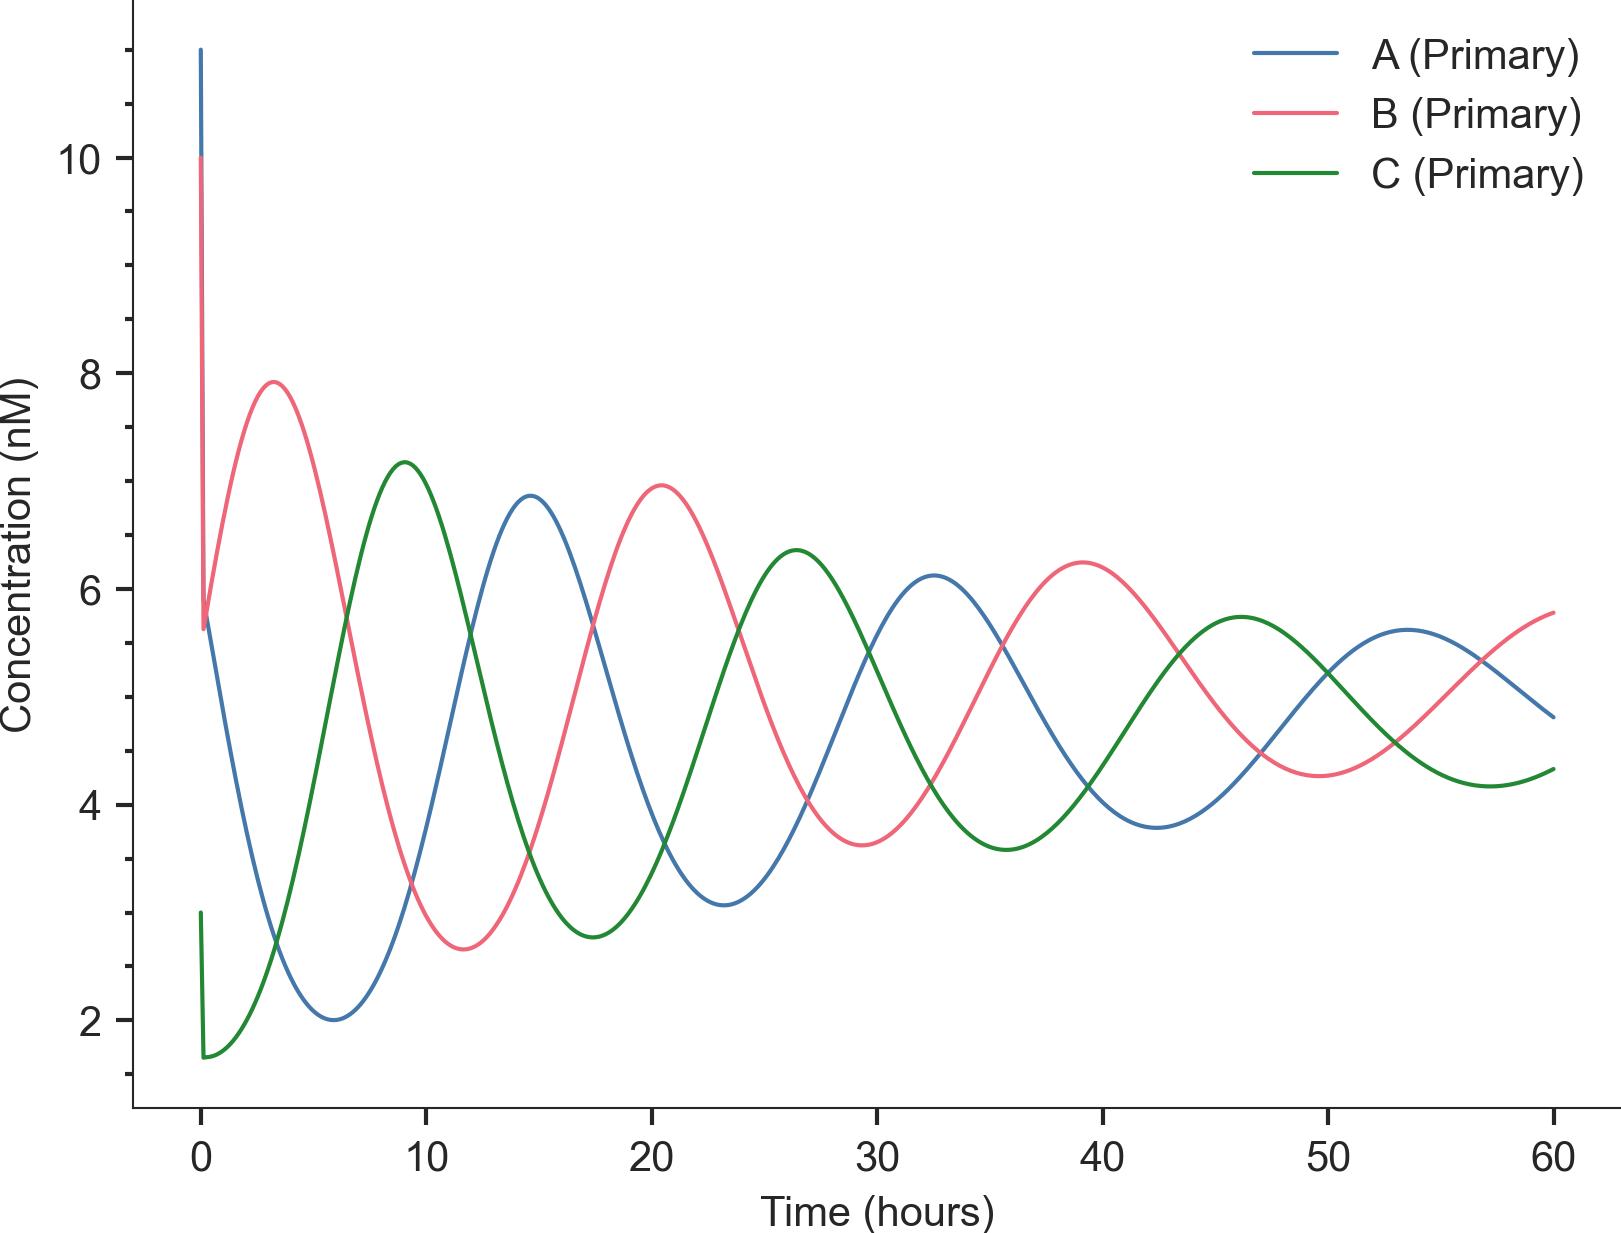 A (Primary)
B (Primary)
C (Primary)
Concentration (nM)
10
8
6
4
2
0 10 20 30 40 50 60
Time (hours)